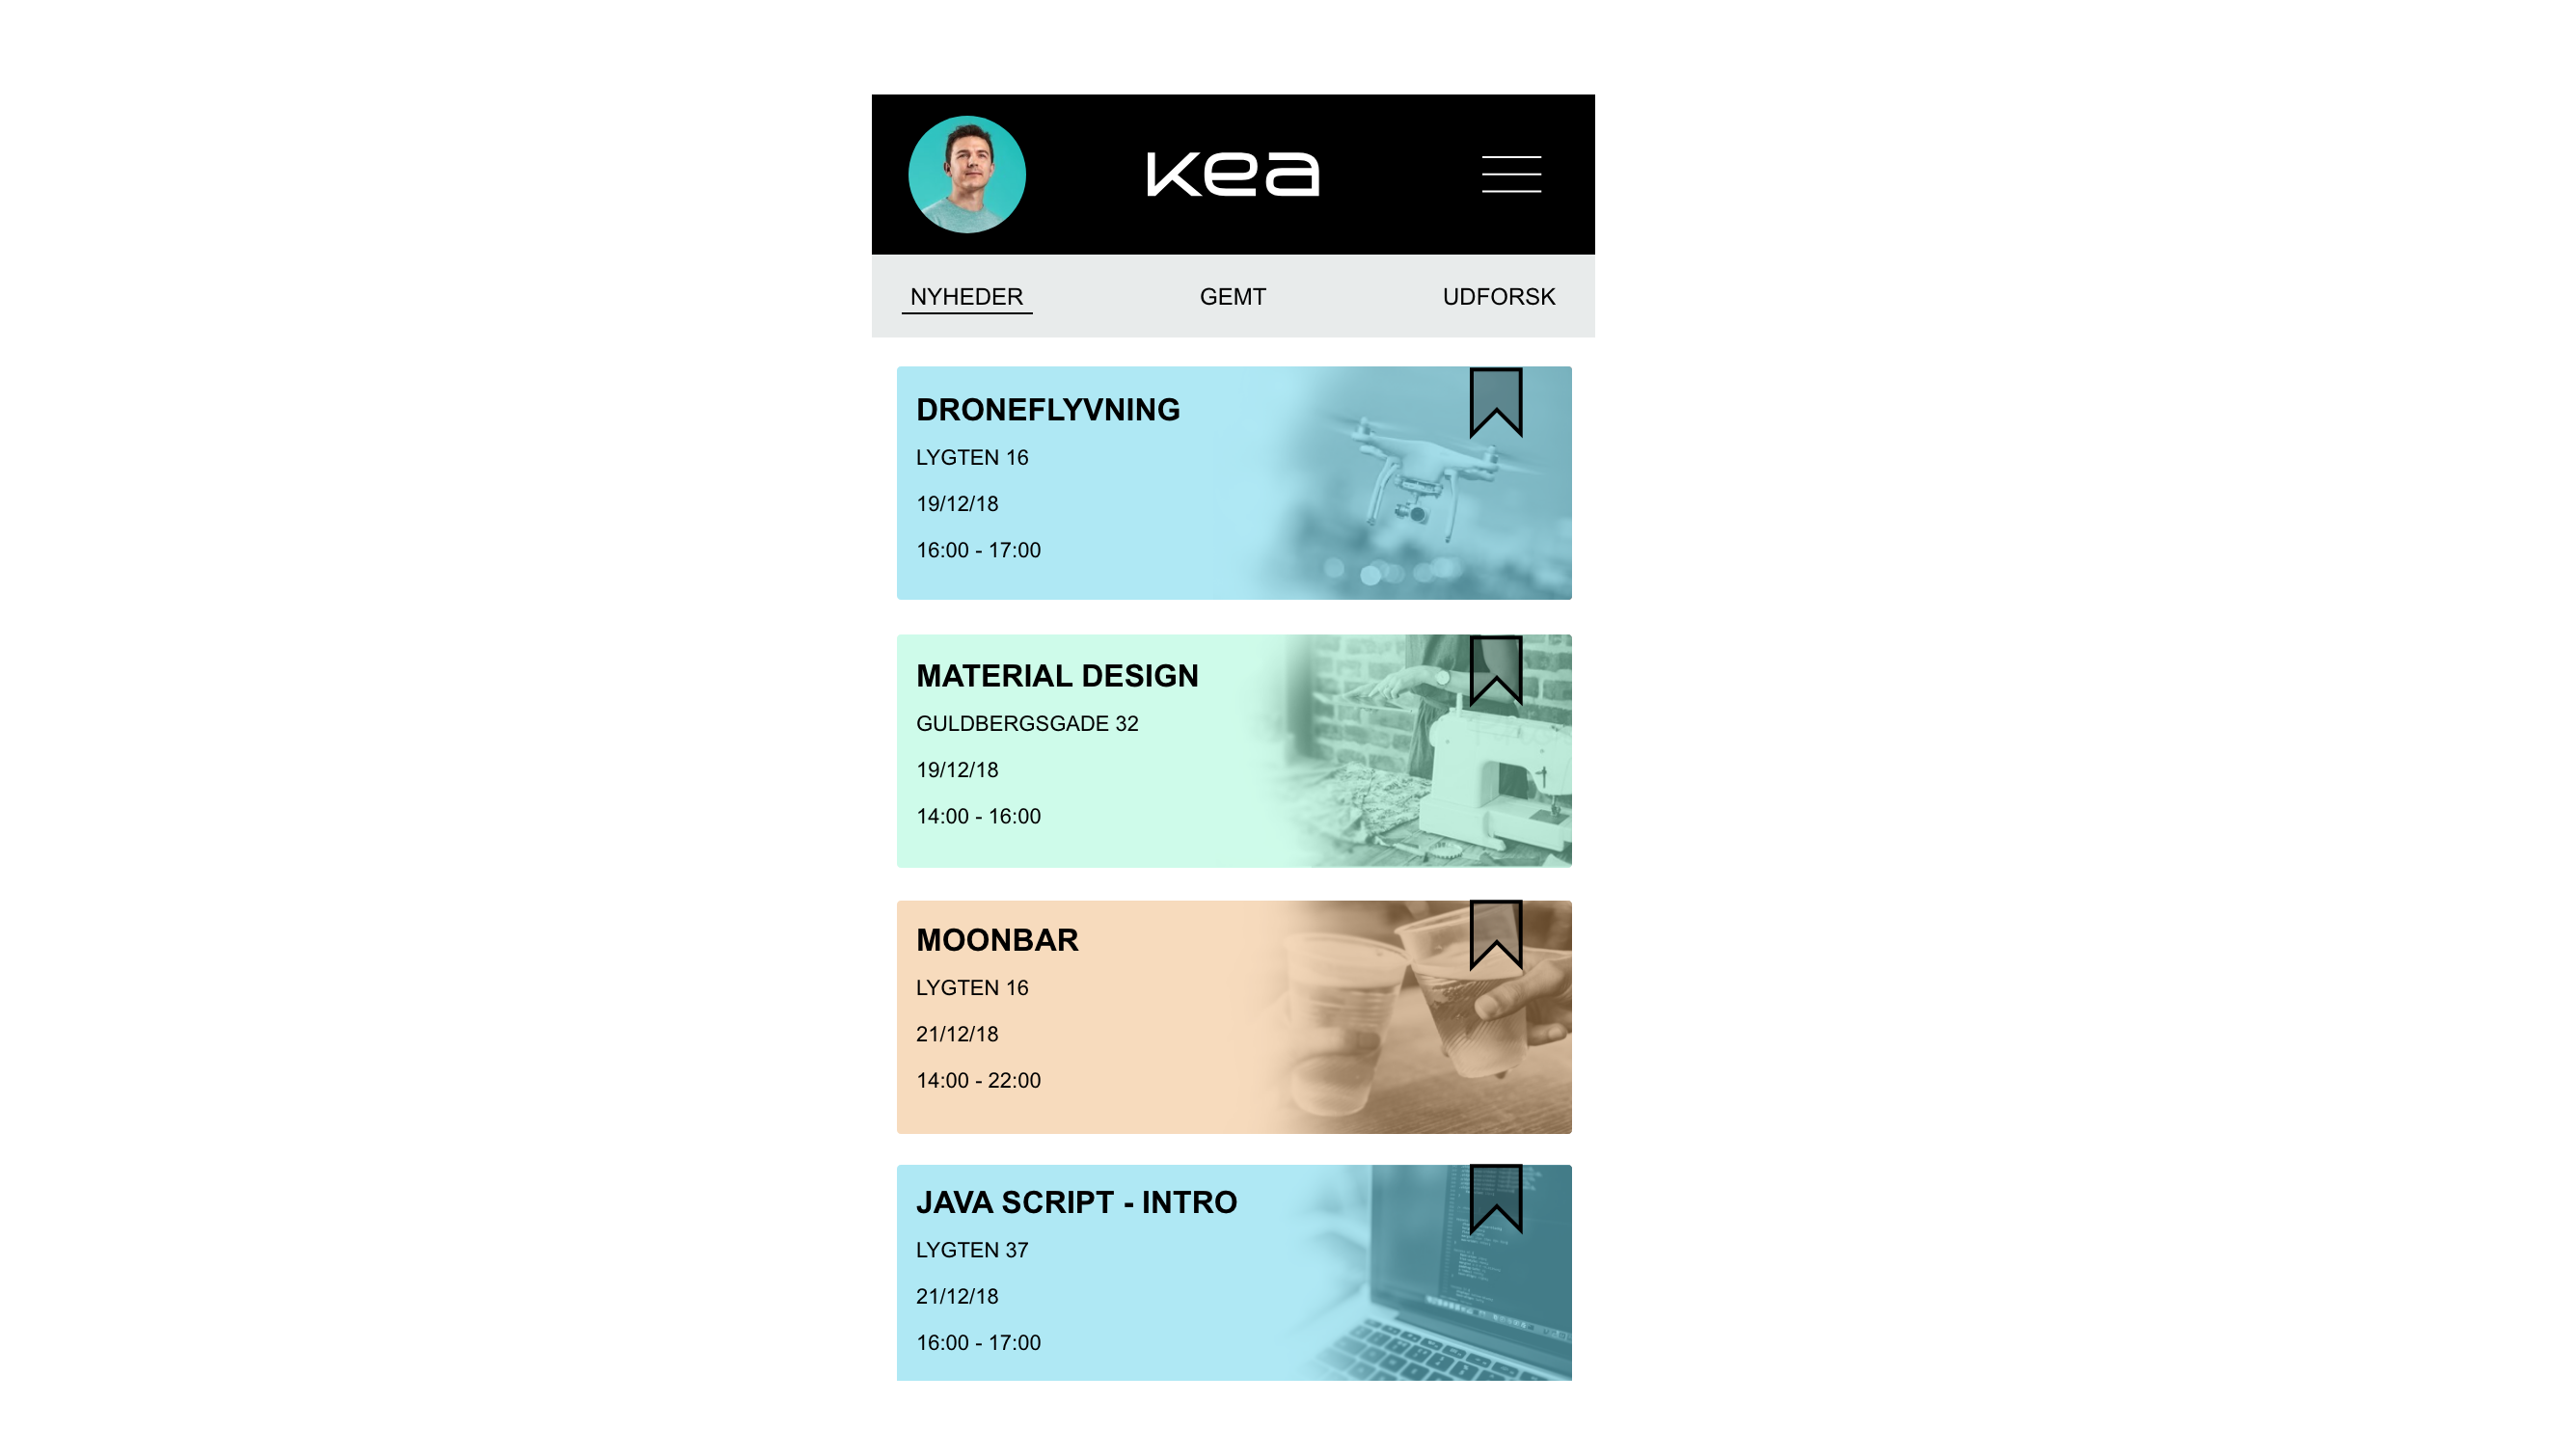 kea
NYHEDER
GEMT
UDFORSK
DRONEFLYVNING
LYGTEN 16
19/12/18
16:00 - 17:00
MATERIAL DESIGN
GULDBERGSGADE 32
19/12/18
14:00 - 16:00
MOONBAR
LYGTEN 16
21/12/18
14:00 - 22:00
JAVA SCRIPT - INTRO
LYGTEN 37
21/12/18
16:00 - 17:00